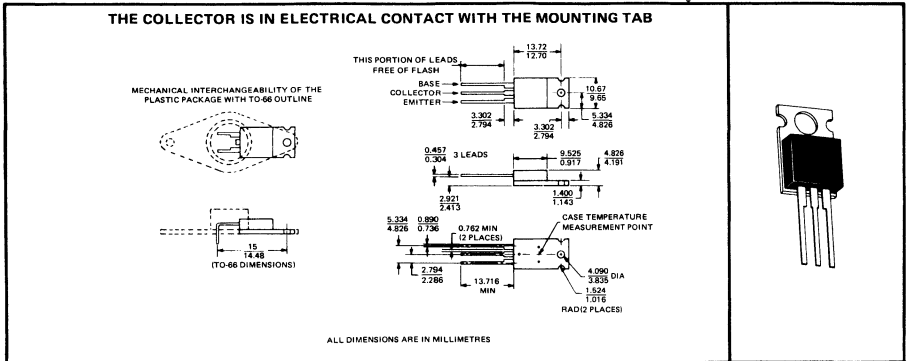 THE COLLECTOR IS IN ELECTRICAL CONTACT WITH THE MOUNTING TAB
MECHANICAL INTERCHANGEABILITY OF THE
PLASTIC PACKAGE WITH TO-66 OUTLINE
15
14.48
(TO-66 DIMENSIONS)
THIS PORTION OF LEADS
FREE OF FLASH
BASE
COLLECTOR
EMITTER
13.72
12.70
10.67
9.65
3.302
2.794
3.302
2.794
5.334
4.826
0.457
0.304
3 LEADS
9.525
0.917
4.826
4.191
2.921
2.413
1.400
1.143
5.334
4.826
0.890
0.736
0.762 MIN
(2 PLACES)
CASE TEMPERATURE
MEASUREMENT POINT
2.794
2.286
13.716
MIN
4.090
3.835
DIA
1.524
1.016
RAD(2 PLACES)
ALL DIMENSIONS ARE IN MILLIMETRES